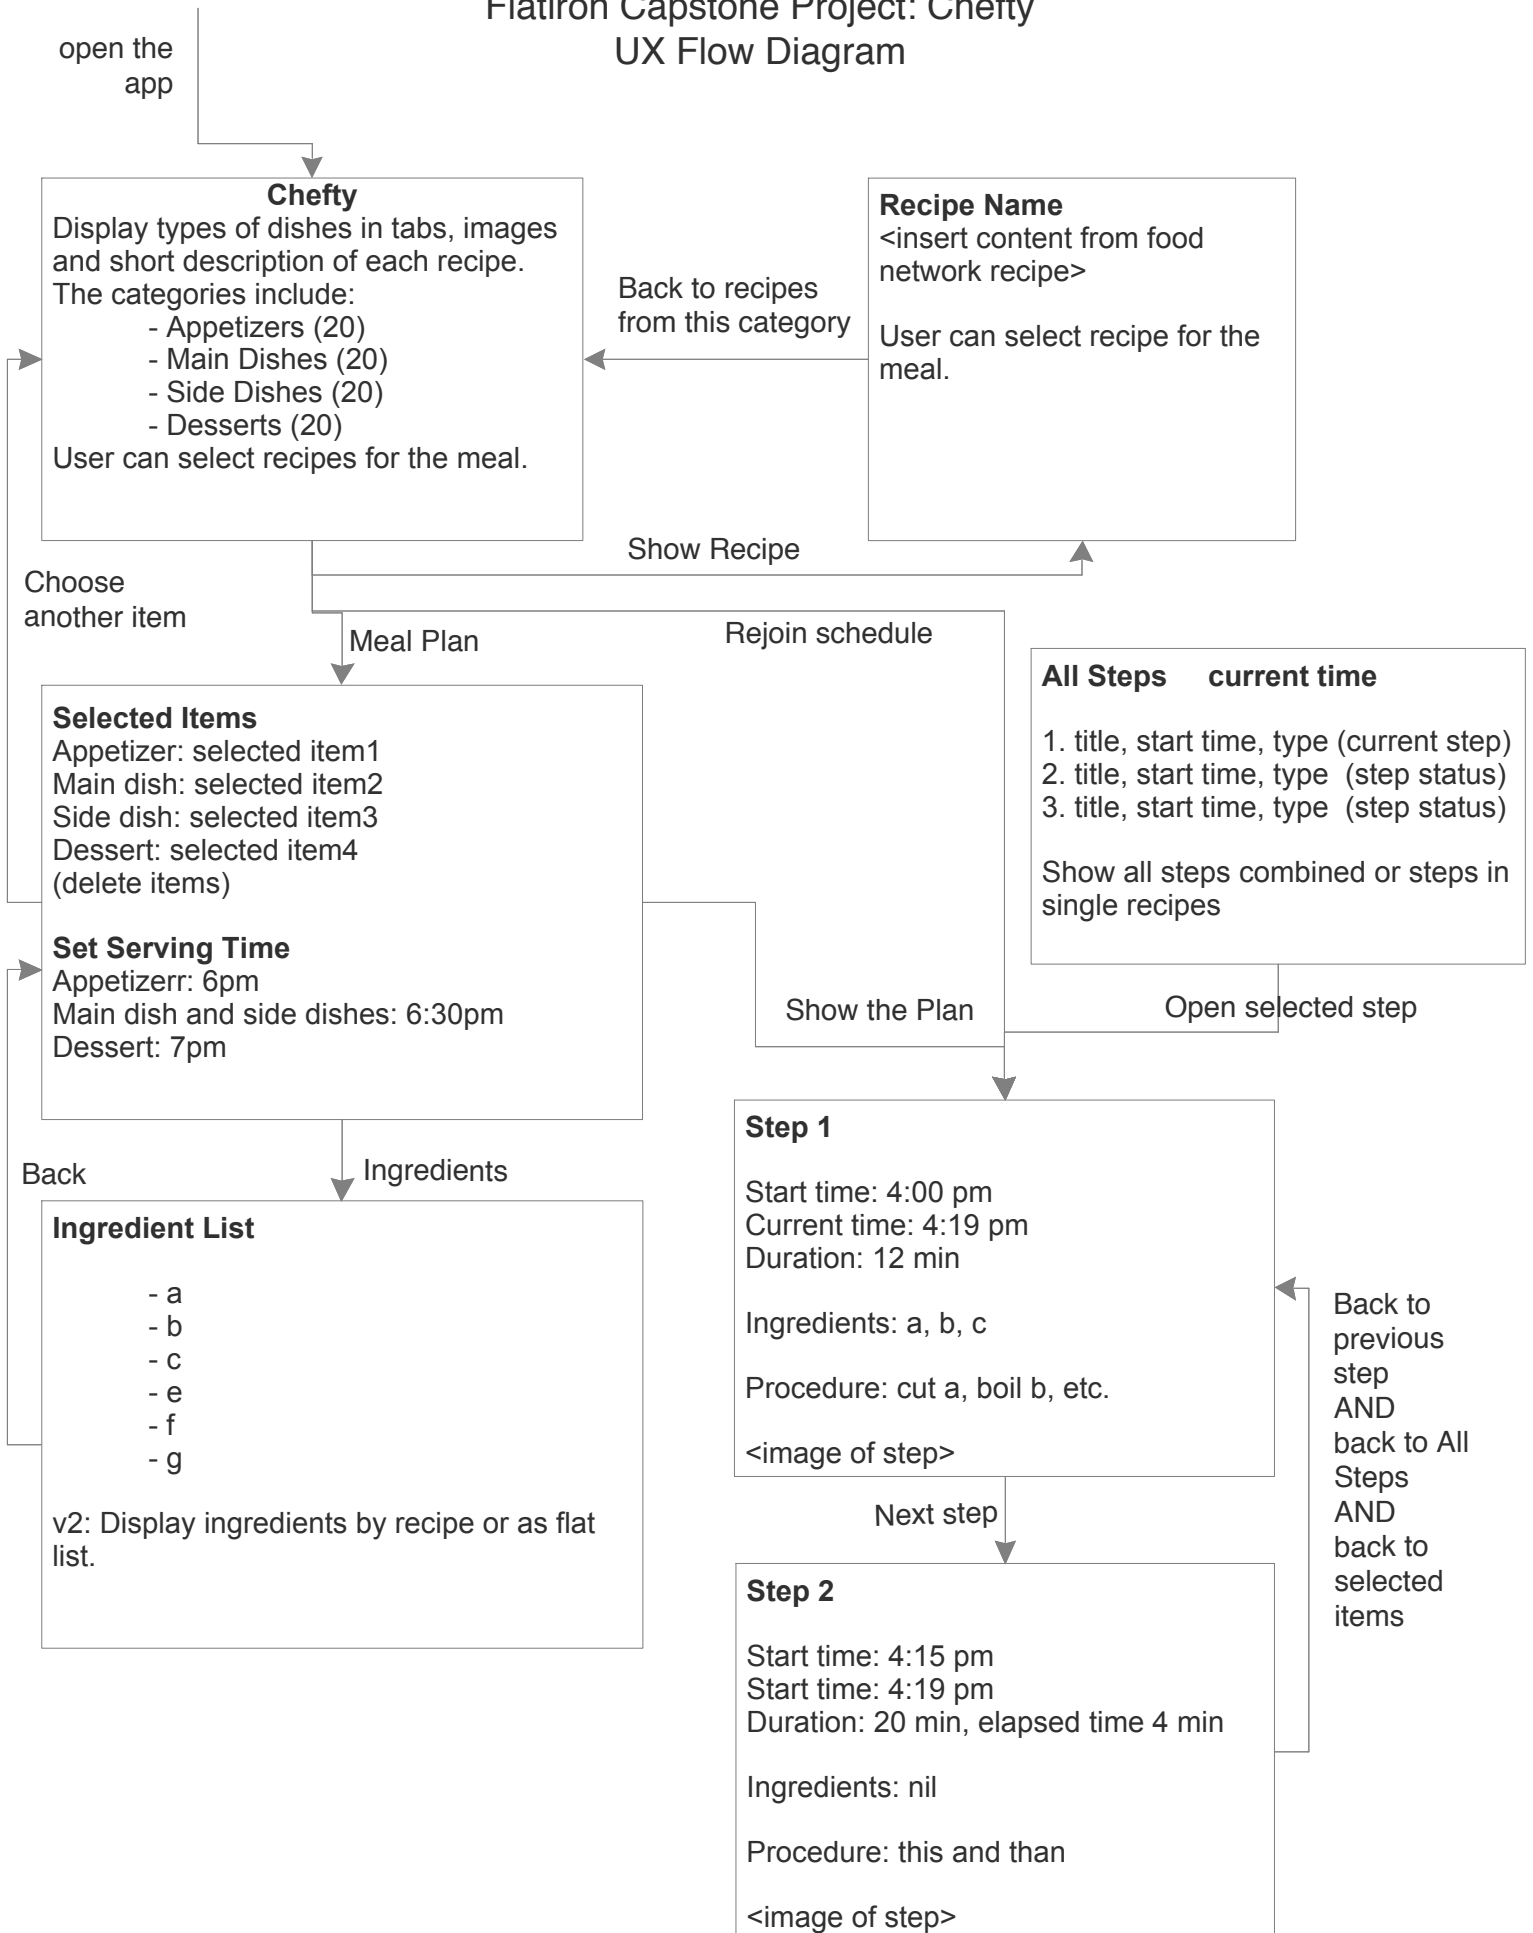 Flatiron Capstone Project: Chefty
UX Flow Diagram
open the
app
Chefty
Display types of dishes in tabs, images
and short description of each recipe.
The categories include:
- Appetizers (20)
- Main Dishes (20)
- Side Dishes (20)
- Desserts (20)
User can select recipes for the meal.
Back to recipes
from this category
Recipe Name
<insert content from food
network recipe>
User can select recipe for the
meal.
Show Recipe
Choose
another item
Meal Plan
Rejoin schedule
Selected Items
Appetizer: selected item1
Main dish: selected item2
Side dish: selected item3
Dessert: selected item4
(delete items)
Set Serving Time
Appetizerr: 6pm
Main dish and side dishes: 6:30pm
Dessert: 7pm
All Steps current time
1. title, start time, type (current step)
2. title, start time, type (step status)
3. title, start time, type (step status)
Show all steps combined or steps in
single recipes
Show the Plan
Open selected step
Back
Ingredients
Ingredient List
- a
- b
- c
- e
- f
- g
v2: Display ingredients by recipe or as flat
list.
Step 1
Start time: 4:00 pm
Current time: 4:19 pm
Duration: 12 min
Ingredients: a, b, c
Procedure: cut a, boil b, etc.
<image of step>
Next step
Back to
previous
step
AND
back to All
Steps
AND
back to
selected
items
Step 2
Start time: 4:15 pm
Start time: 4:19 pm
Duration: 20 min, elapsed time 4 min
Ingredients: nil
Procedure: this and than
<image of step>